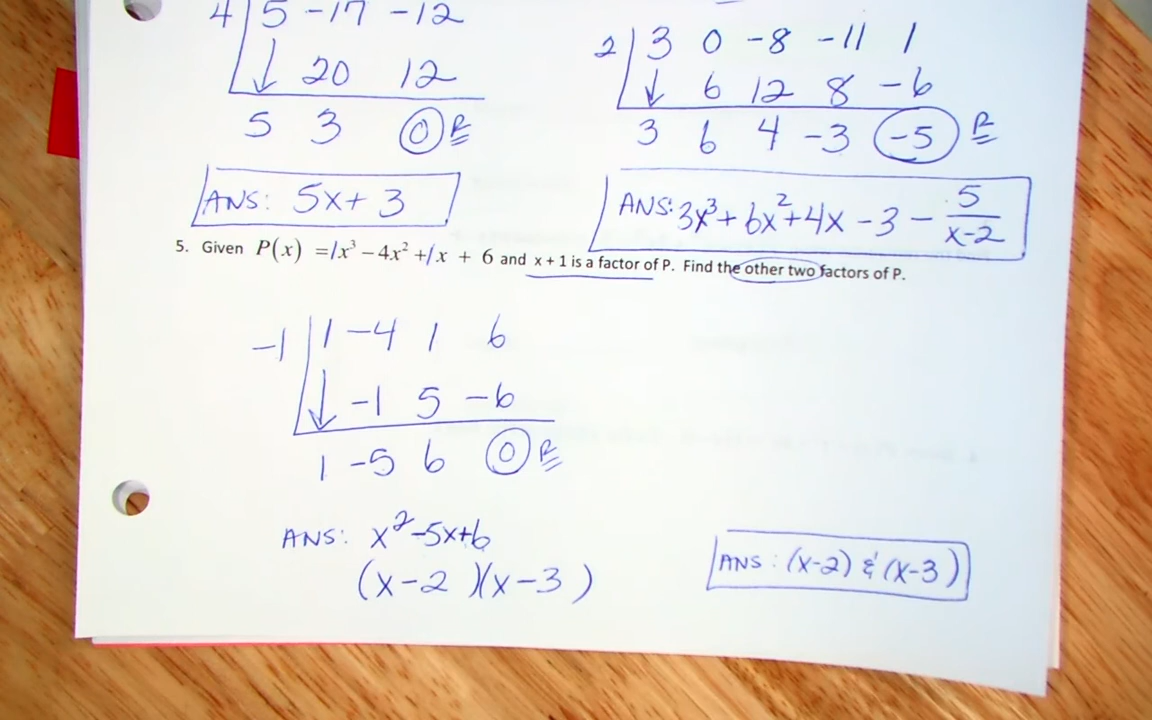 4 5 -17 -12
20 12
5 3 0 R
ANS: 5x+3
2 3 0 -8 -11 1
6 12 8 -6
3 6 4 -3 -5 R
ANS: 3x³+6x²+4x-3-5/(x-2)
5. Given P(x) = 1x³ – 4x² + 1x + 6 and x + 1 is a factor of P. Find the other two factors of P.
-1 1 -4 1 6
-1 5 -6
1 -5 6 0 R
ANS: x²-5x+6
(x-2)(x-3)
ANS: (x-2) & (x-3)